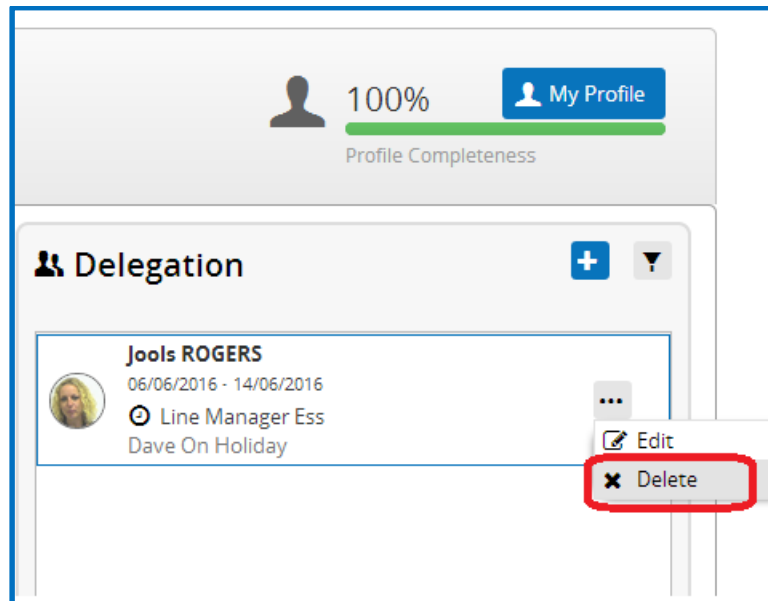 100%
My Profile
Profile Completeness
Delegation
Jools ROGERS
06/06/2016 - 14/06/2016
Line Manager Ess
Dave On Holiday
Edit
Delete